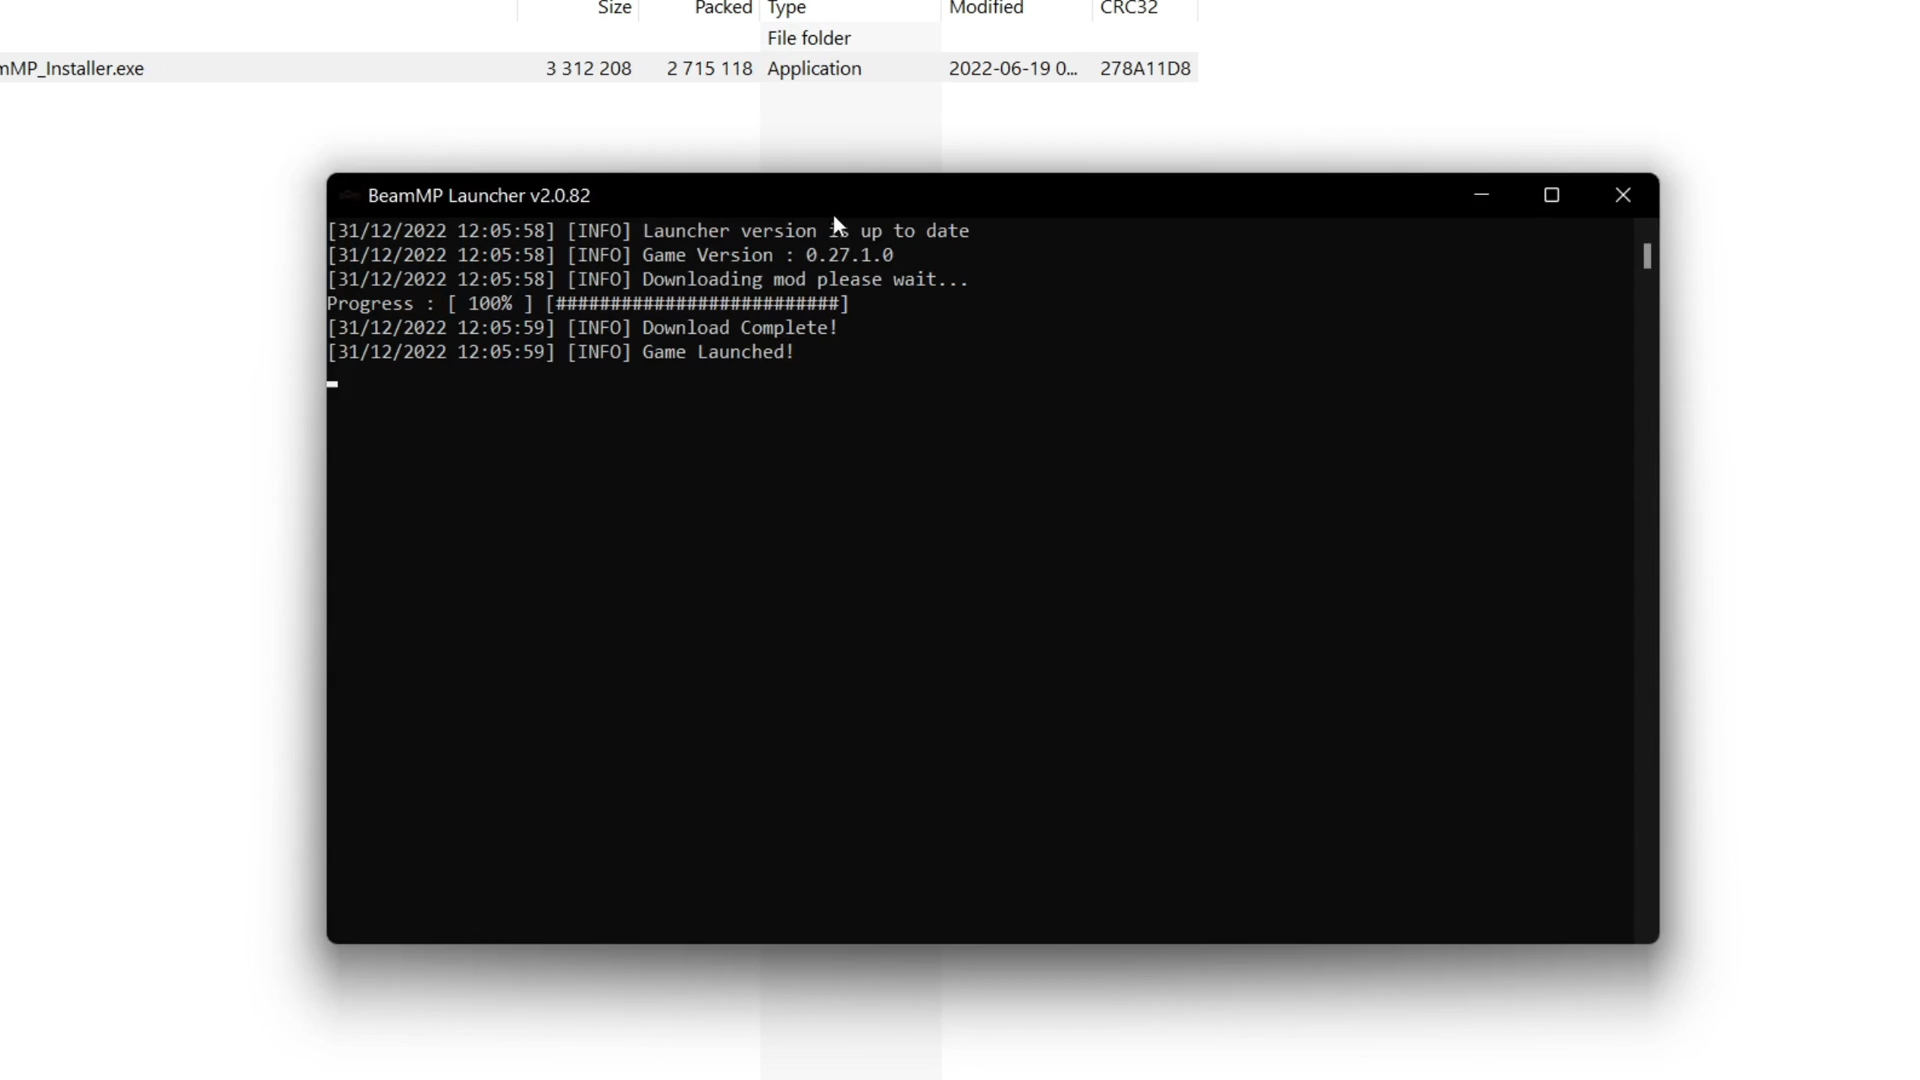 Size Packed Type Modified CRC32
File folder
mMP_Installer.exe 3 312 208 2 715 118 Application 2022-06-19 0... 278A11D8
BeamMP Launcher v2.0.82
[31/12/2022 12:05:58] [INFO] Launcher version is up to date
[31/12/2022 12:05:58] [INFO] Game Version : 0.27.1.0
[31/12/2022 12:05:58] [INFO] Downloading mod please wait...
Progress : [ 100% ] [##########################]
[31/12/2022 12:05:59] [INFO] Download Complete!
[31/12/2022 12:05:59] [INFO] Game Launched!